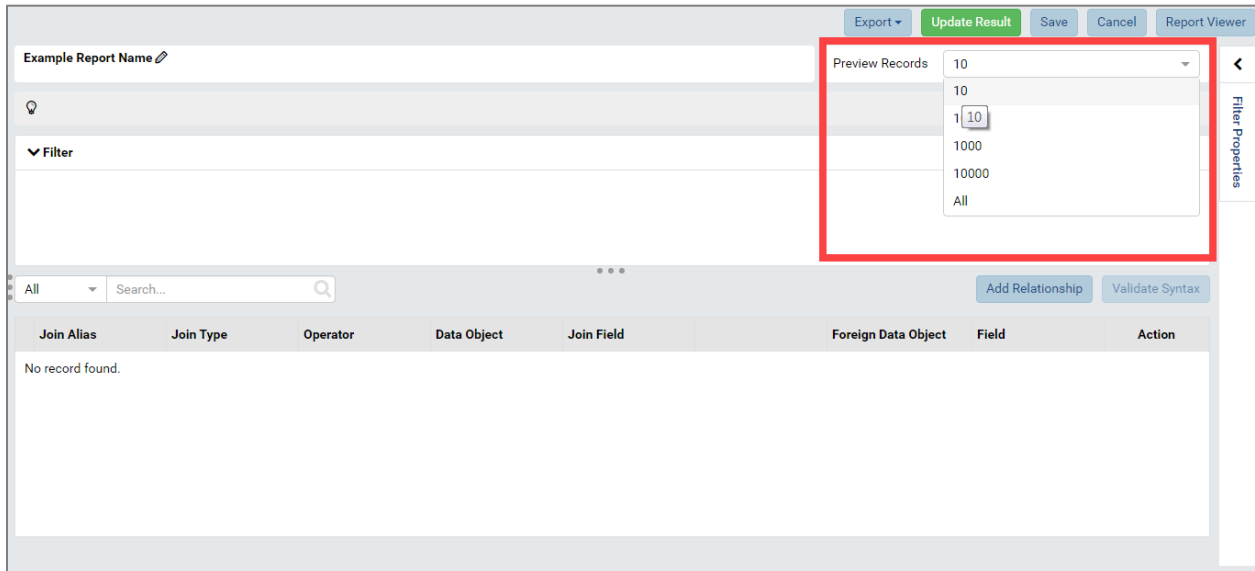 Export Update Result Save Cancel Report Viewer
Example Report Name
Preview Records 10
10
10
1000
10000
All
Filter Properties
Filter
All Search... Add Relationship Validate Syntax
Join Alias Join Type Operator Data Object Join Field Foreign Data Object Field Action
No record found.